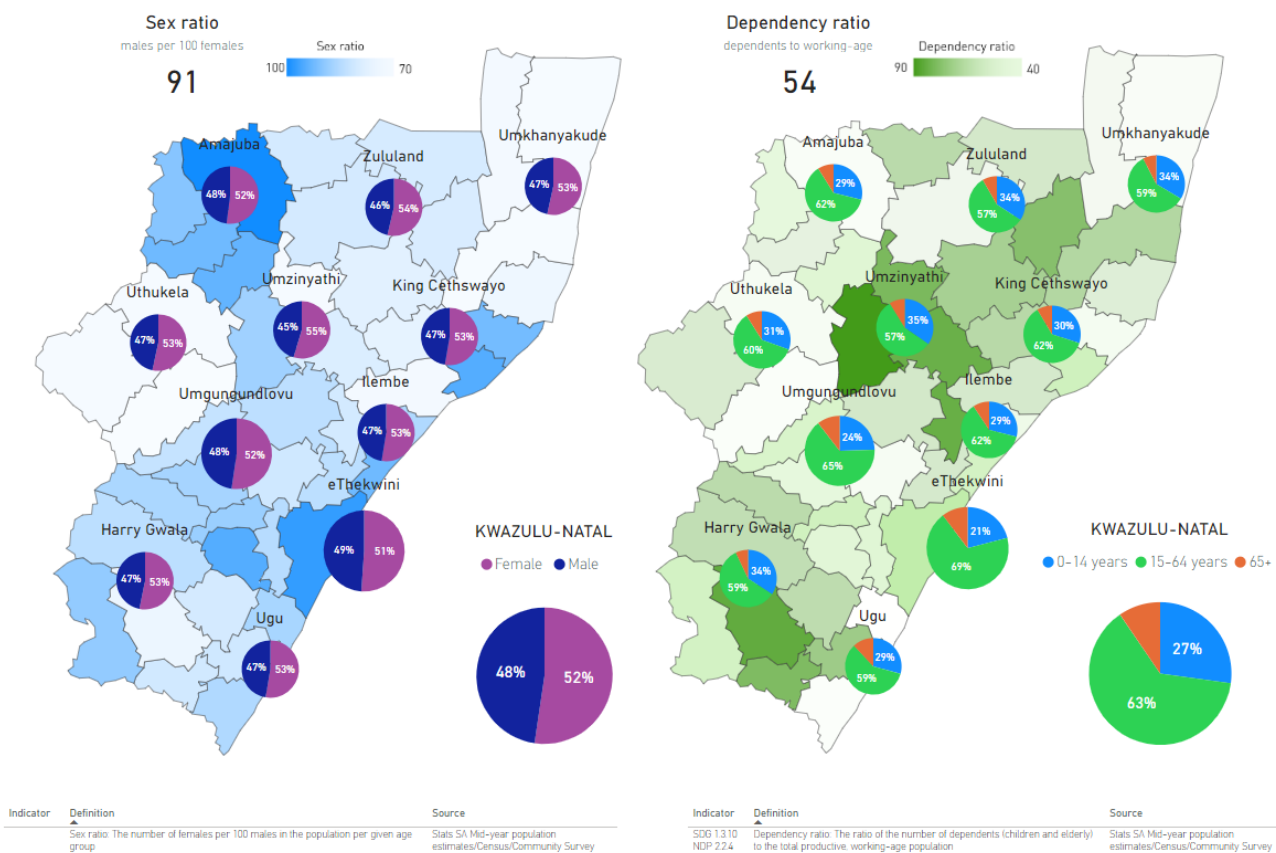 Sex ratio
males per 100 females
91
Sex ratio
100
70
Amajuba
48% 52%
Zululand
46% 54%
Umkhanyakude
47% 53%
Uthukela
47% 53%
Umzinyathi
45% 55%
King Cethswayo
47% 53%
Umgungundlovu
48% 52%
Ilembe
47% 53%
eThekwini
49% 51%
Harry Gwala
47% 53%
Ugu
47% 53%
KWAZULU-NATAL
Female Male
48% 52%
Indicator Definition Source
Sex ratio: The number of females per 100 males in the population per given age
group
Stats SA Mid-year population
estimates/Census/Community Survey
Dependency ratio
dependents to working-age
54
Dependency ratio
90
40
Amajuba
29%
62%
Zululand
34%
57%
Umkhanyakude
34%
59%
Uthukela
31%
60%
Umzinyathi
35%
57%
King Cethswayo
30%
62%
Umgungundlovu
24%
65%
Ilembe
29%
62%
eThekwini
21%
69%
Harry Gwala
34%
59%
Ugu
29%
59%
KWAZULU-NATAL
0-14 years 15-64 years 65+
27%
63%
Indicator Definition Source
SDG 1.3.10
NDP 2.2.4
Dependency ratio: The ratio of the number of dependents (children and elderly)
to the total productive, working-age population
Stats SA Mid-year population
estimates/Census/Community Survey